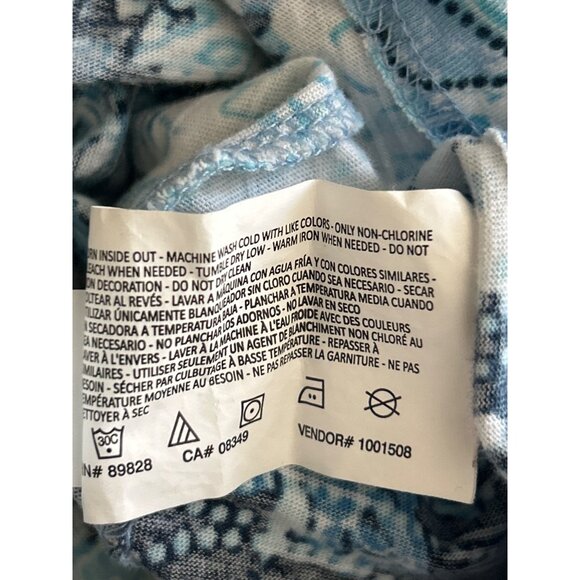 URN INSIDE OUT - MACHINE WASH COLD WITH LIKE COLORS - ONLY NON-CHLORINE
LEACH WHEN NEEDED - TUMBLE DRY LOW - WARM IRON WHEN NEEDED - DO NOT
ON DECORATION - DO NOT DRY CLEAN
OLTEAR AL REVÉS - LAVAR A MÁQUINA CON AGUA FRÍA Y CON COLORES SIMILARES -
UTILIZAR ÚNICAMENTE BLANQUEADOR SIN CLORO CUANDO SEA NECESARIO - SECAR
N SECADORA A TEMPERATURA BAJA - PLANCHAR A TEMPERATURA MEDIA CUANDO
EA NECESARIO - NO PLANCHAR LOS ADORNOS - NO LAVAR EN SECO
AVER À L'ENVERS - LAVER À LA MACHINE À L'EAU FROIDE AVEC DES COULEURS
IMILAIRES - UTILISER SEULEMENT UN AGENT DE BLANCHIMENT NON CHLORÉ AU
ESOIN - SÉCHER PAR CULBUTAGE À BASSE TEMPÉRATURE - REPASSER À
EMPÉRATURE MOYENNE AU BESOIN - NE PAS REPASSER LA GARNITURE - NE PAS
ETTOYER À SEC
30C
N# 89828
CA# 08349
VENDOR# 1001508